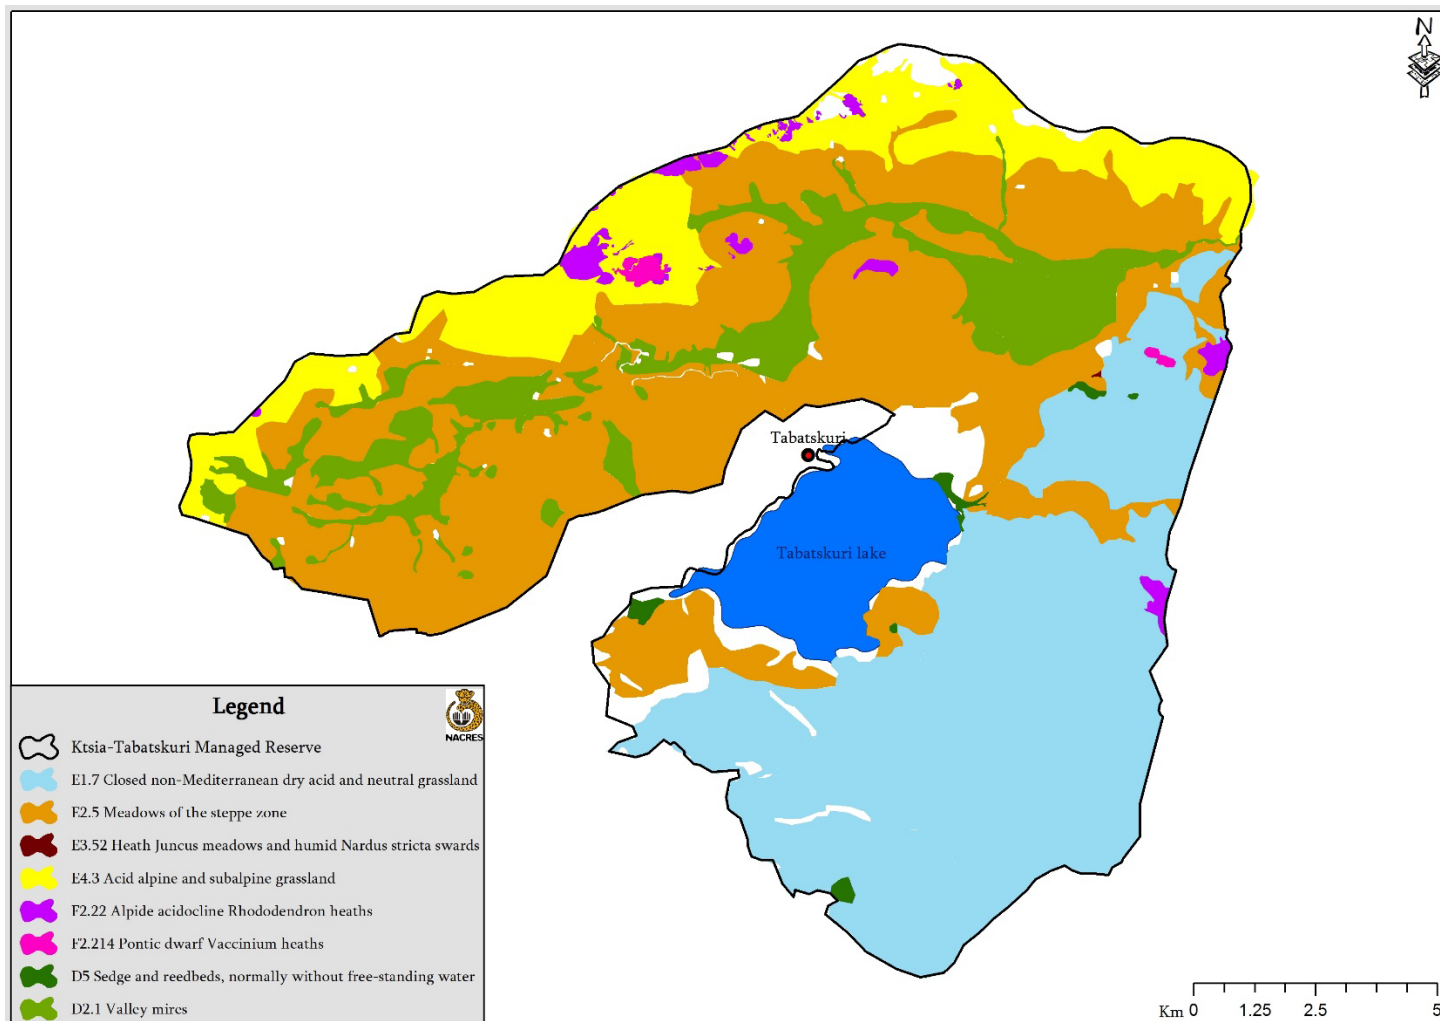 N
Tabatskuri
Tabatskuri lake
Legend
NACRES
Ktsia-Tabatskuri Managed Reserve
E1.7 Closed non-Mediterranean dry acid and neutral grassland
E2.5 Meadows of the steppe zone
E3.52 Heath Juncus meadows and humid Nardus stricta swards
E4.3 Acid alpine and subalpine grassland
F2.22 Alpide acidocline Rhododendron heaths
F2.214 Pontic dwarf Vaccinium heaths
D5 Sedge and reedbeds, normally without free-standing water
D2.1 Valley mires
Km 0 1.25 2.5 5